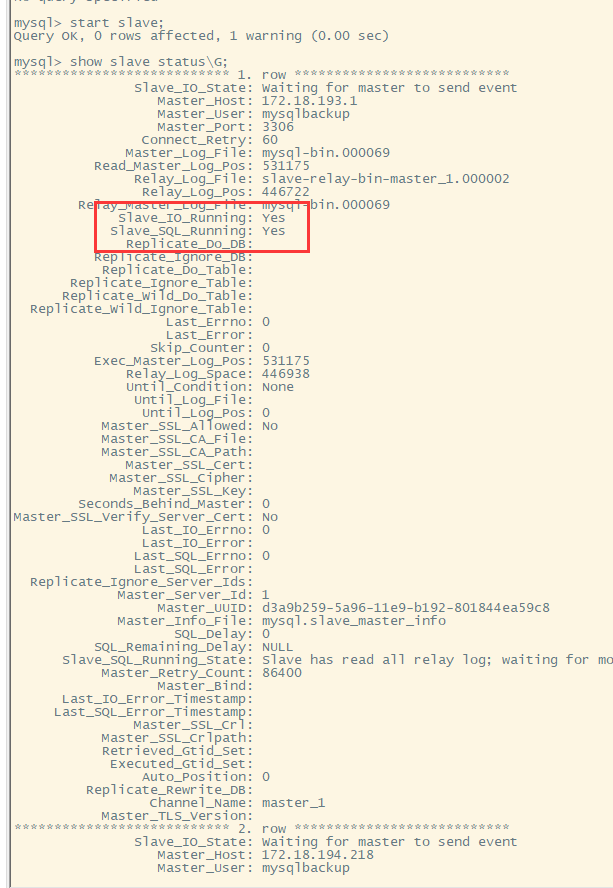 mysql> start slave;
Query OK, 0 rows affected, 1 warning (0.00 sec)
mysql> show slave status\G;
*************************** 1. row ***************************
Slave_IO_State: Waiting for master to send event
Master_Host: 172.18.193.1
Master_User: mysqlbackup
Master_Port: 3306
Connect_Retry: 60
Master_Log_File: mysql-bin.000069
Read_Master_Log_Pos: 531175
Relay_Log_File: slave-relay-bin-master_1.000002
Relay_Log_Pos: 446722
Relay_Master_Log_File: mysql-bin.000069
Slave_IO_Running: Yes
Slave_SQL_Running: Yes
Replicate_Do_DB:
Replicate_Ignore_DB:
Replicate_Do_Table:
Replicate_Ignore_Table:
Replicate_Wild_Do_Table:
Replicate_Wild_Ignore_Table:
Last_Errno: 0
Last_Error:
Skip_Counter: 0
Exec_Master_Log_Pos: 531175
Relay_Log_Space: 446938
Until_Condition: None
Until_Log_File:
Until_Log_Pos: 0
Master_SSL_Allowed: No
Master_SSL_CA_File:
Master_SSL_CA_Path:
Master_SSL_Cert:
Master_SSL_Cipher:
Master_SSL_Key:
Seconds_Behind_Master: 0
Master_SSL_Verify_Server_Cert: No
Last_IO_Errno: 0
Last_IO_Error:
Last_SQL_Errno: 0
Last_SQL_Error:
Replicate_Ignore_Server_Ids:
Master_Server_Id: 1
Master_UUID: d3a9b259-5a96-11e9-b192-801844ea59c8
Master_Info_File: mysql.slave_master_info
SQL_Delay: 0
SQL_Remaining_Delay: NULL
Slave_SQL_Running_State: Slave has read all relay log; waiting for mo
Master_Retry_Count: 86400
Master_Bind:
Last_IO_Error_Timestamp:
Last_SQL_Error_Timestamp:
Master_SSL_Crl:
Master_SSL_Crlpath:
Retrieved_Gtid_Set:
Executed_Gtid_Set:
Auto_Position: 0
Replicate_Rewrite_DB:
Channel_Name: master_1
Master_TLS_Version:
*************************** 2. row ***************************
Slave_IO_State: Waiting for master to send event
Master_Host: 172.18.194.218
Master_User: mysqlbackup